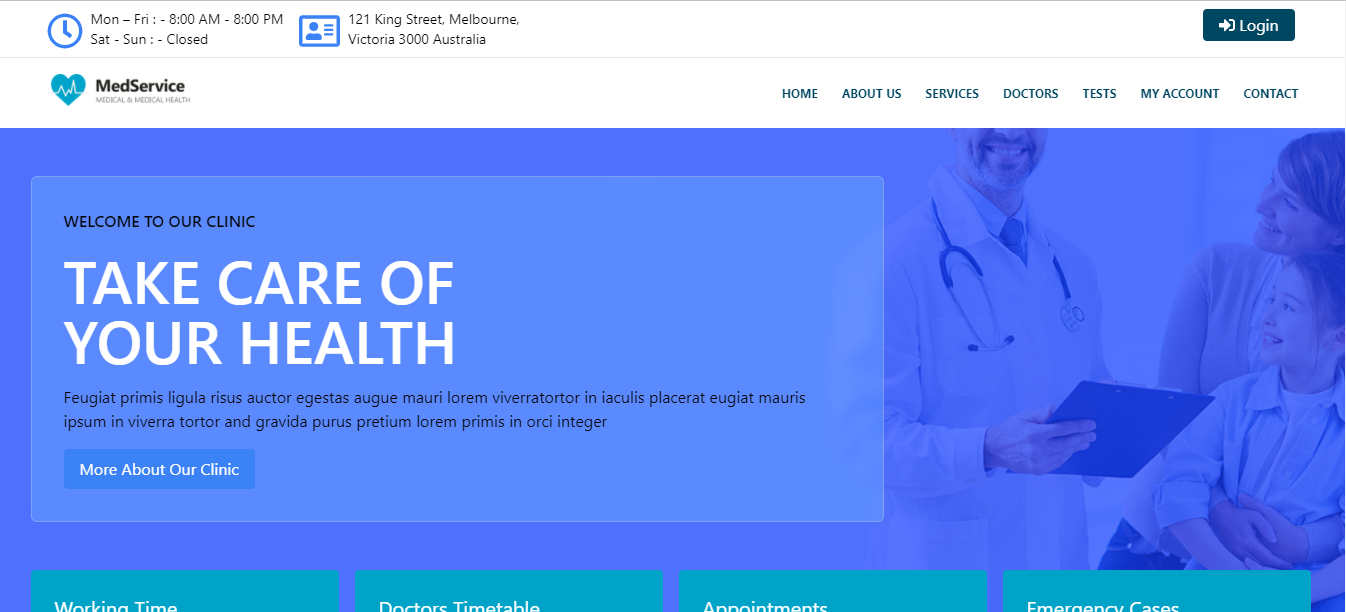 Mon – Fri : - 8:00 AM - 8:00 PM
Sat - Sun : - Closed
121 King Street, Melbourne,
Victoria 3000 Australia
Login
MedService
MEDICAL & MEDICAL HEALTH
HOME ABOUT US SERVICES DOCTORS TESTS MY ACCOUNT CONTACT
WELCOME TO OUR CLINIC
TAKE CARE OF
YOUR HEALTH
Feugiat primis ligula risus auctor egestas augue mauri lorem viverratortor in iaculis placerat eugiat mauris
ipsum in viverra tortor and gravida purus pretium lorem primis in orci integer
More About Our Clinic
Working Time
Doctors Timetable
Appointments
Emergency Cases